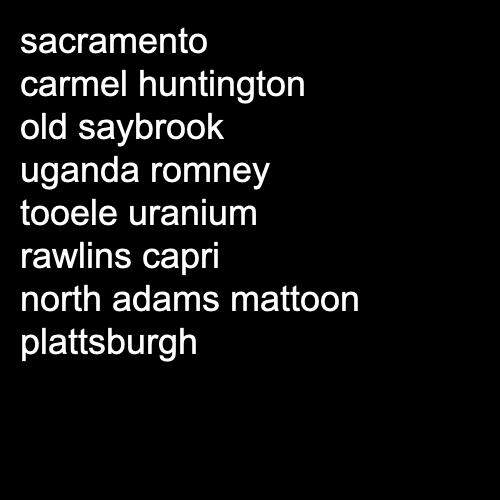 sacramento
carmel huntington
old saybrook
uganda romney
tooele uranium
rawlins capri
north adams mattoon
plattsburgh